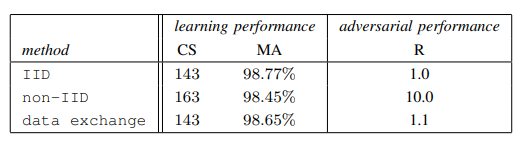 learning performance adversarial performance
method CS MA R
IID 143 98.77% 1.0
non-IID 163 98.45% 10.0
data exchange 143 98.65% 1.1